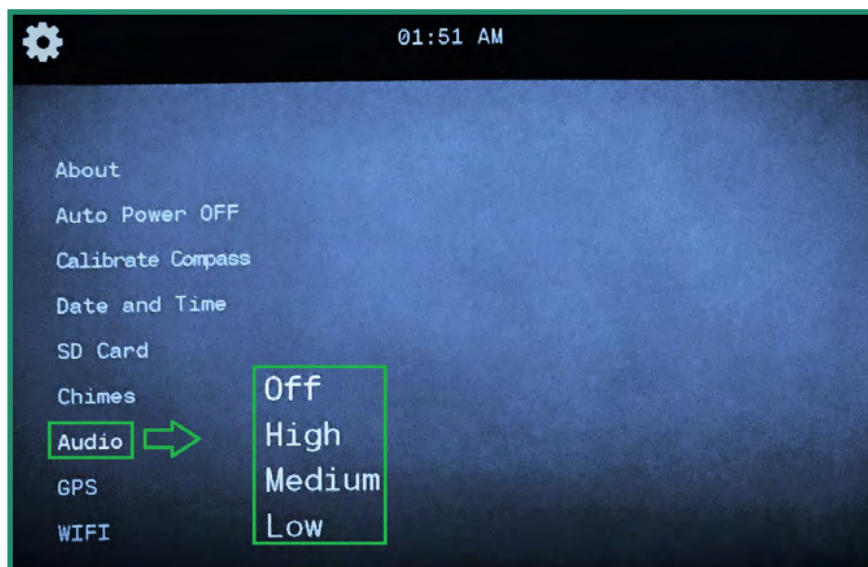 01:51 AM
About
Auto Power OFF
Calibrate Compass
Date and Time
SD Card
Chimes
Audio
GPS
WIFI
Off
High
Medium
Low